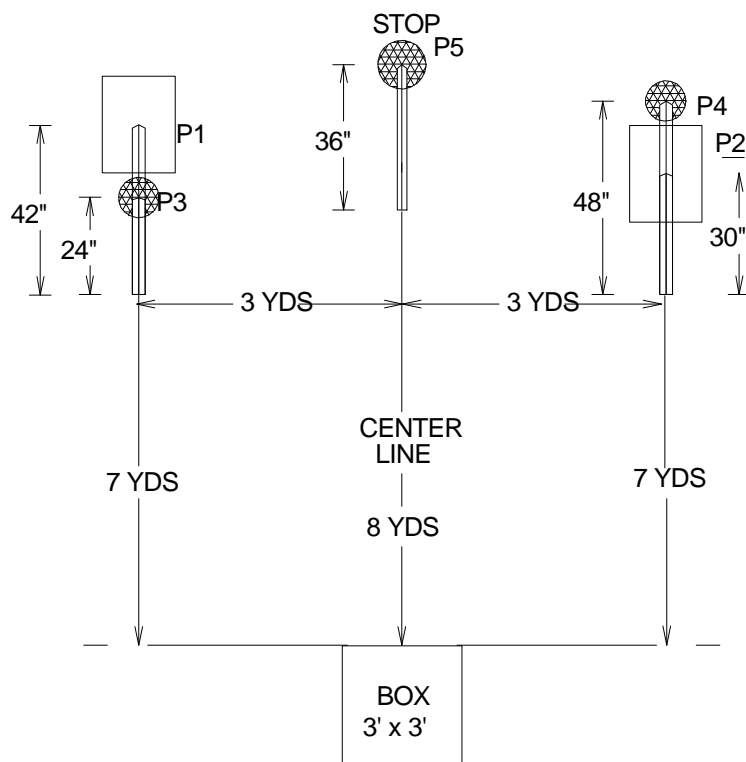 STOP
P5
P1
P4
P2
36"
P3
42"
48"
24"
30"
3 YDS
3 YDS
CENTER
LINE
7 YDS
7 YDS
8 YDS
BOX
3' x 3'